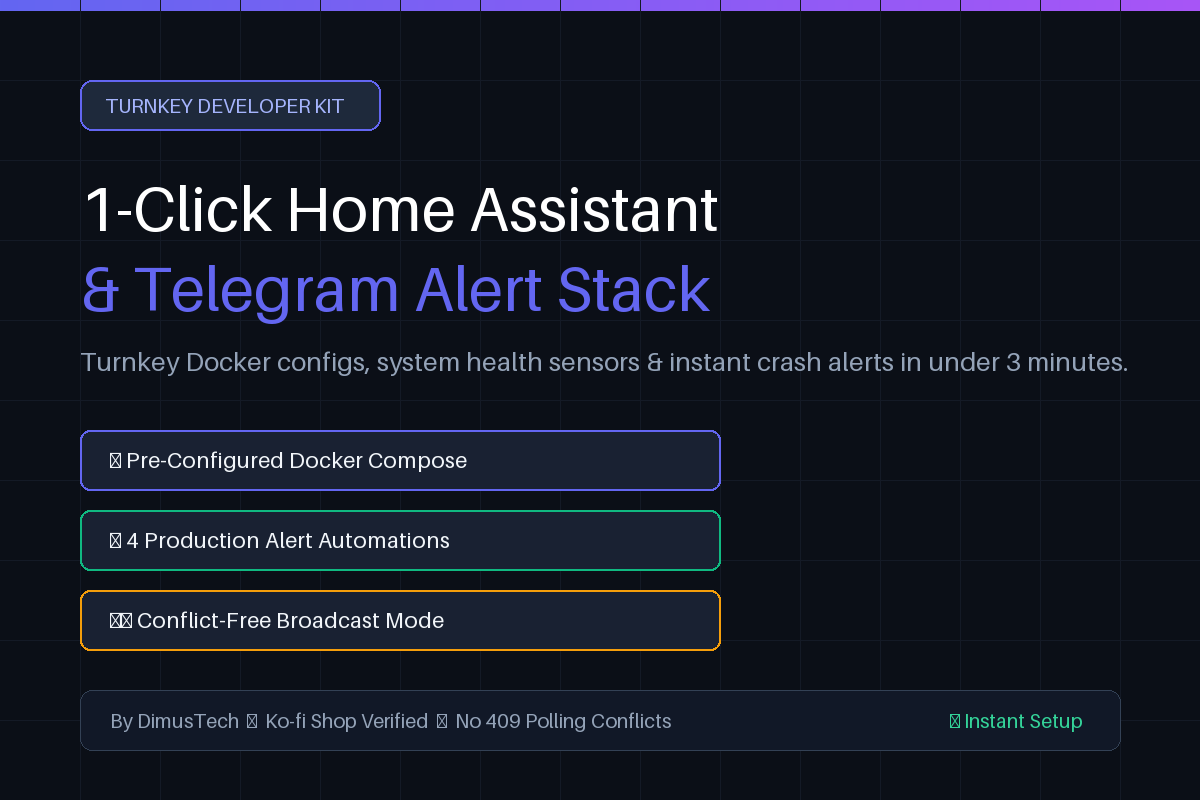 TURNKEY DEVELOPER KIT
1-Click Home Assistant
& Telegram Alert Stack
Turnkey Docker configs, system health sensors & instant crash alerts in under 3 minutes.
Pre-Configured Docker Compose
4 Production Alert Automations
Conflict-Free Broadcast Mode
By DimusTech Ko-fi Shop Verified No 409 Polling Conflicts
Instant Setup